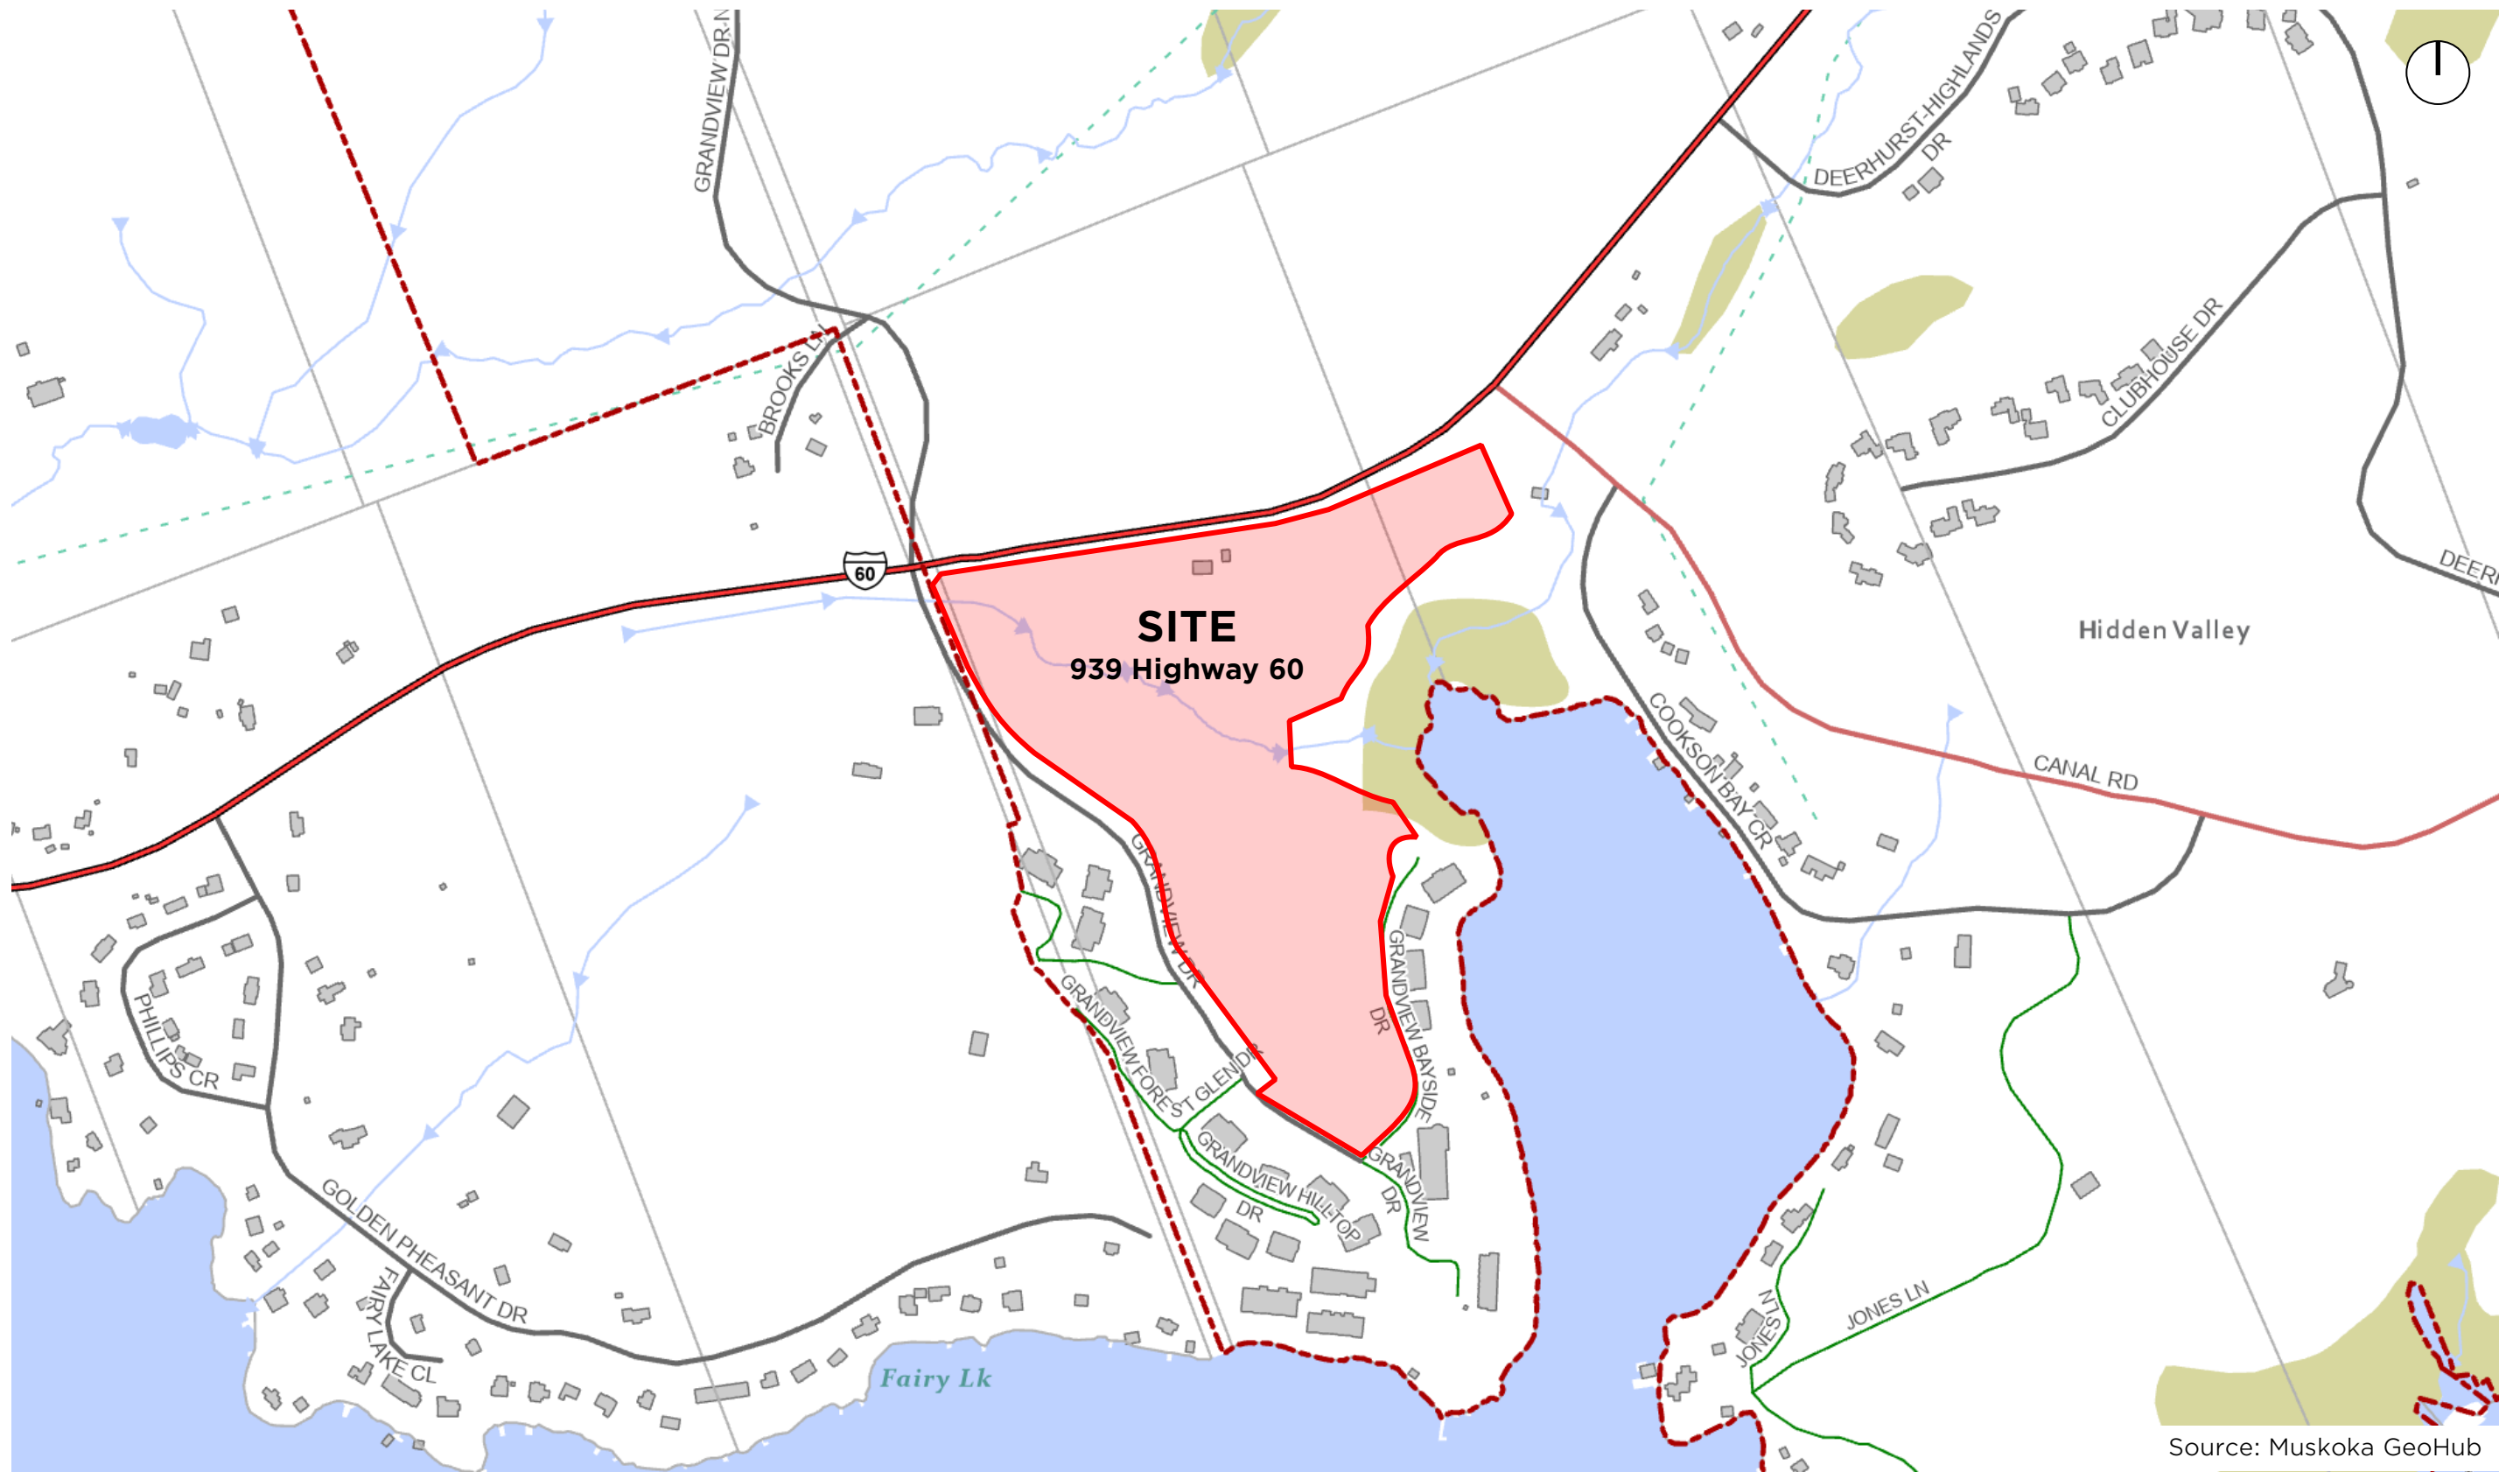 GRANDVIEW DR N
DEERHURST-HIGHLANDS
DR
BROOKS LN
CLUBHOUSE DR
60
SITE
939 Highway 60
Hidden Valley
COOKSON BAY CR
CANAL RD
GRANDVIEW DR
PHILLIPS CR
GRANDVIEW FOREST GLEN DR
GRANDVIEW BAYSIDE
DR
GRANDVIEW HILLTOP
DR
GRANDVIEW
DR
GOLDEN PHEASANT DR
FAIRY LAKE CL
JONES LN
JONES LN
Fairy Lk
Source: Muskoka GeoHub